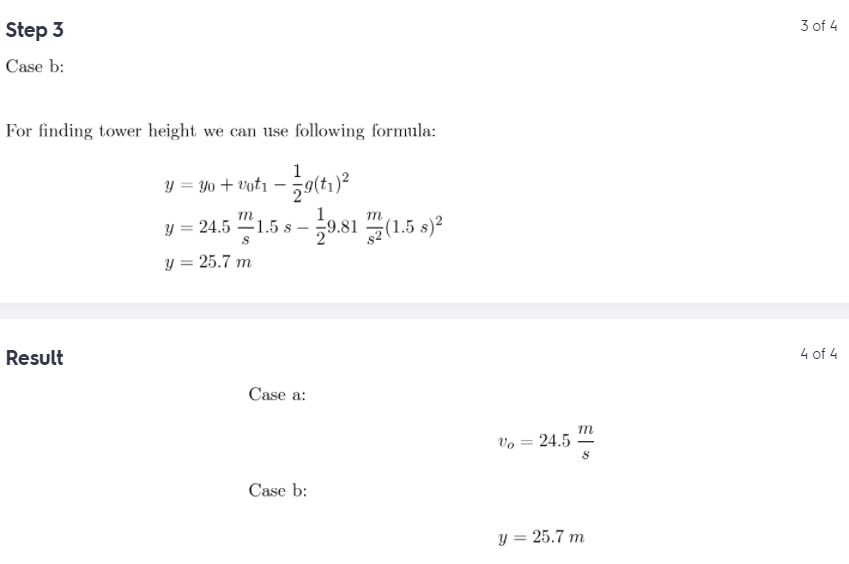 Step 3
3 of 4
Case b:
For finding tower height we can use following formula:
y = y₀ + v₀t₁ − ½g(t₁)²
y = 24.5 m/s 1.5 s − ½9.81 m/s² (1.5 s)²
y = 25.7 m
Result
4 of 4
Case a:
vₒ = 24.5 m/s
Case b:
y = 25.7 m